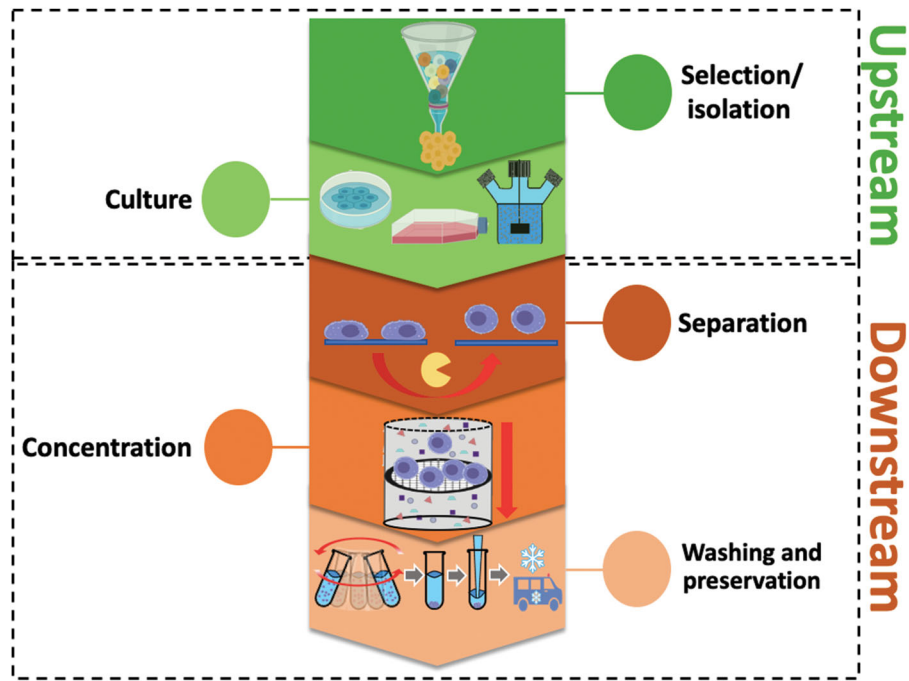 Upstream
Selection/
isolation
Culture
Downstream
Separation
Concentration
Washing and
preservation